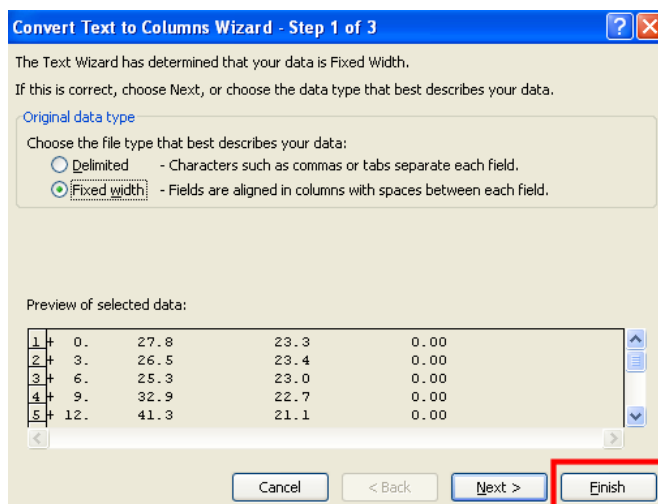 Convert Text to Columns Wizard - Step 1 of 3
The Text Wizard has determined that your data is Fixed Width.
If this is correct, choose Next, or choose the data type that best describes your data.
Original data type
Choose the file type that best describes your data:
Delimited - Characters such as commas or tabs separate each field.
Fixed width - Fields are aligned in columns with spaces between each field.
Preview of selected data:
1 + 0. 27.8 23.3 0.00
2 + 3. 26.5 23.4 0.00
3 + 6. 25.3 23.0 0.00
4 + 9. 32.9 22.7 0.00
5 + 12. 41.3 21.1 0.00
Cancel < Back Next > Finish